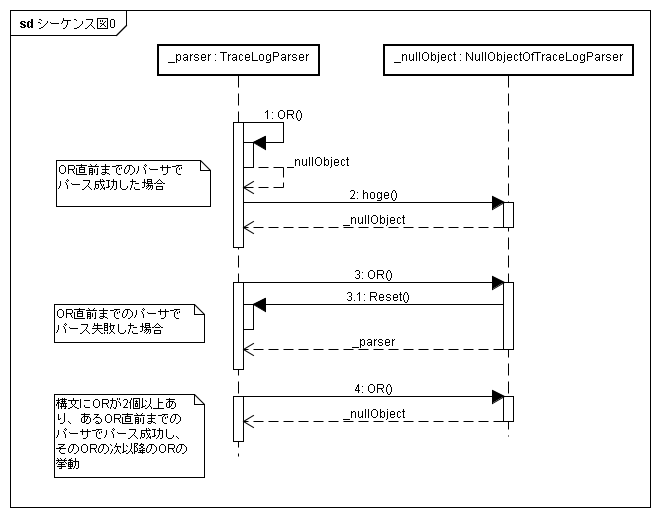 sd シーケンス図0
_parser : TraceLogParser
_nullObject : NullObjectOfTraceLogParser
1: OR()
_nullObject
OR直前までのパーサで
パース成功した場合
2: hoge()
_nullObject
3: OR()
3.1: Reset()
OR直前までのパーサで
パース失敗した場合
_parser
4: OR()
構文にORが2個以上あ
り、あるOR直前までの
パーサでパース成功し、
そのORの次以降のORの
挙動
_nullObject